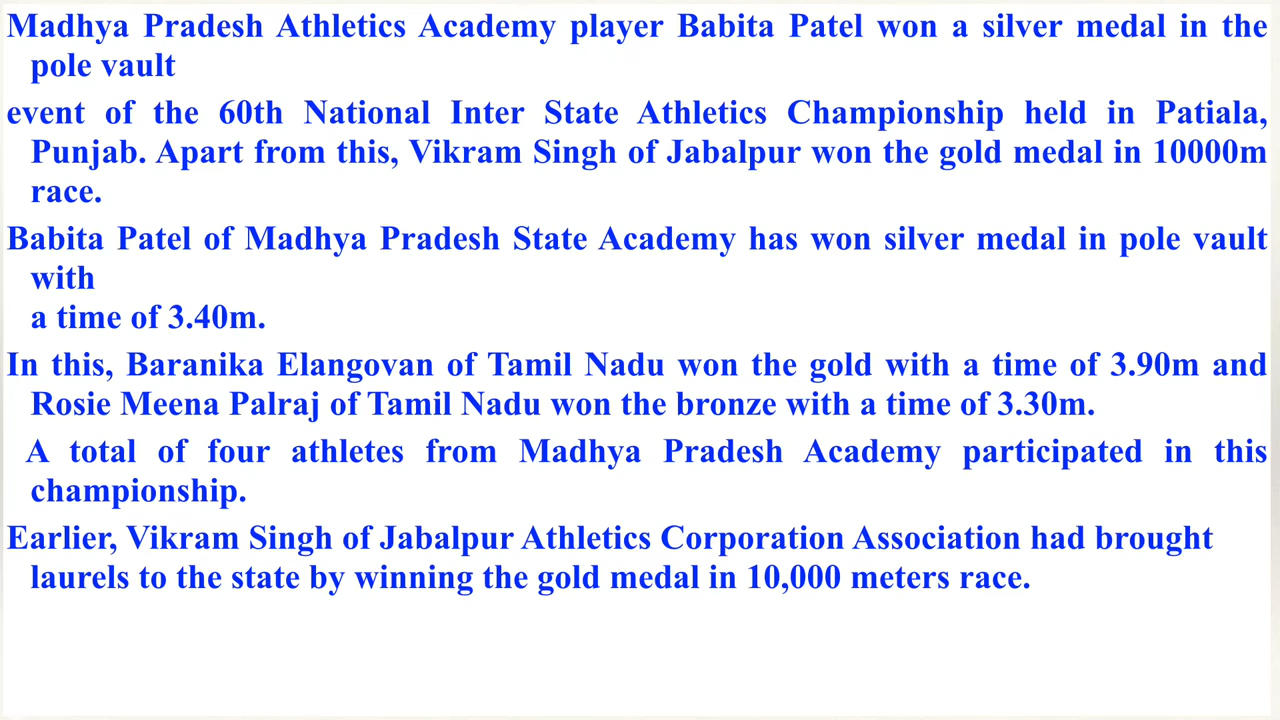 Madhya Pradesh Athletics Academy player Babita Patel won a silver medal in the
pole vault
event of the 60th National Inter State Athletics Championship held in Patiala,
Punjab. Apart from this, Vikram Singh of Jabalpur won the gold medal in 10000m
race.
Babita Patel of Madhya Pradesh State Academy has won silver medal in pole vault
with
a time of 3.40m.
In this, Baranika Elangovan of Tamil Nadu won the gold with a time of 3.90m and
Rosie Meena Palraj of Tamil Nadu won the bronze with a time of 3.30m.
A total of four athletes from Madhya Pradesh Academy participated in this
championship.
Earlier, Vikram Singh of Jabalpur Athletics Corporation Association had brought
laurels to the state by winning the gold medal in 10,000 meters race.